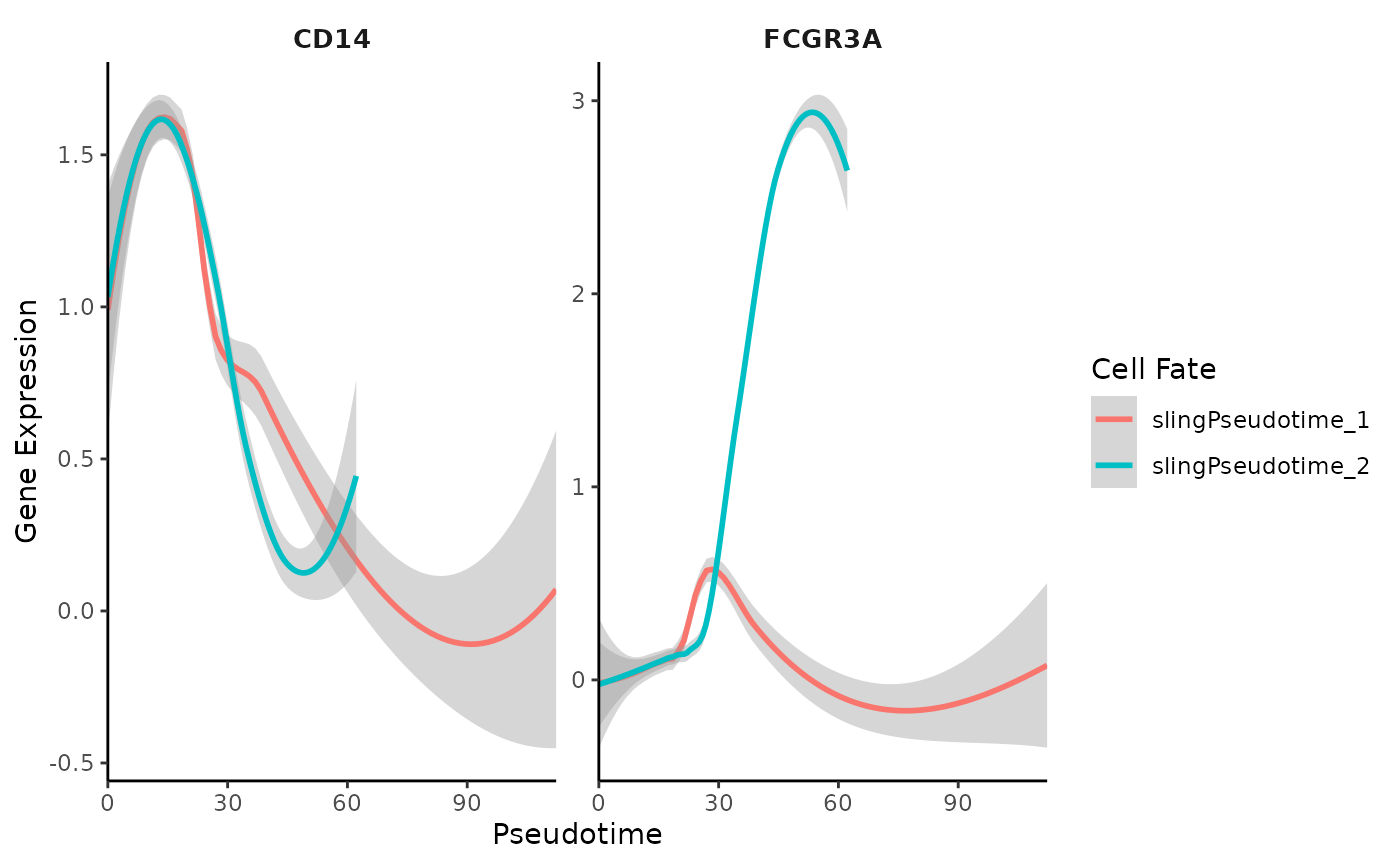 CD14
FCGR3A
Gene Expression
1.5
1.0
0.5
0.0
-0.5
0 30 60 90
3
2
1
0
0 30 60 90
Pseudotime
Cell Fate
slingPseudotime_1
slingPseudotime_2